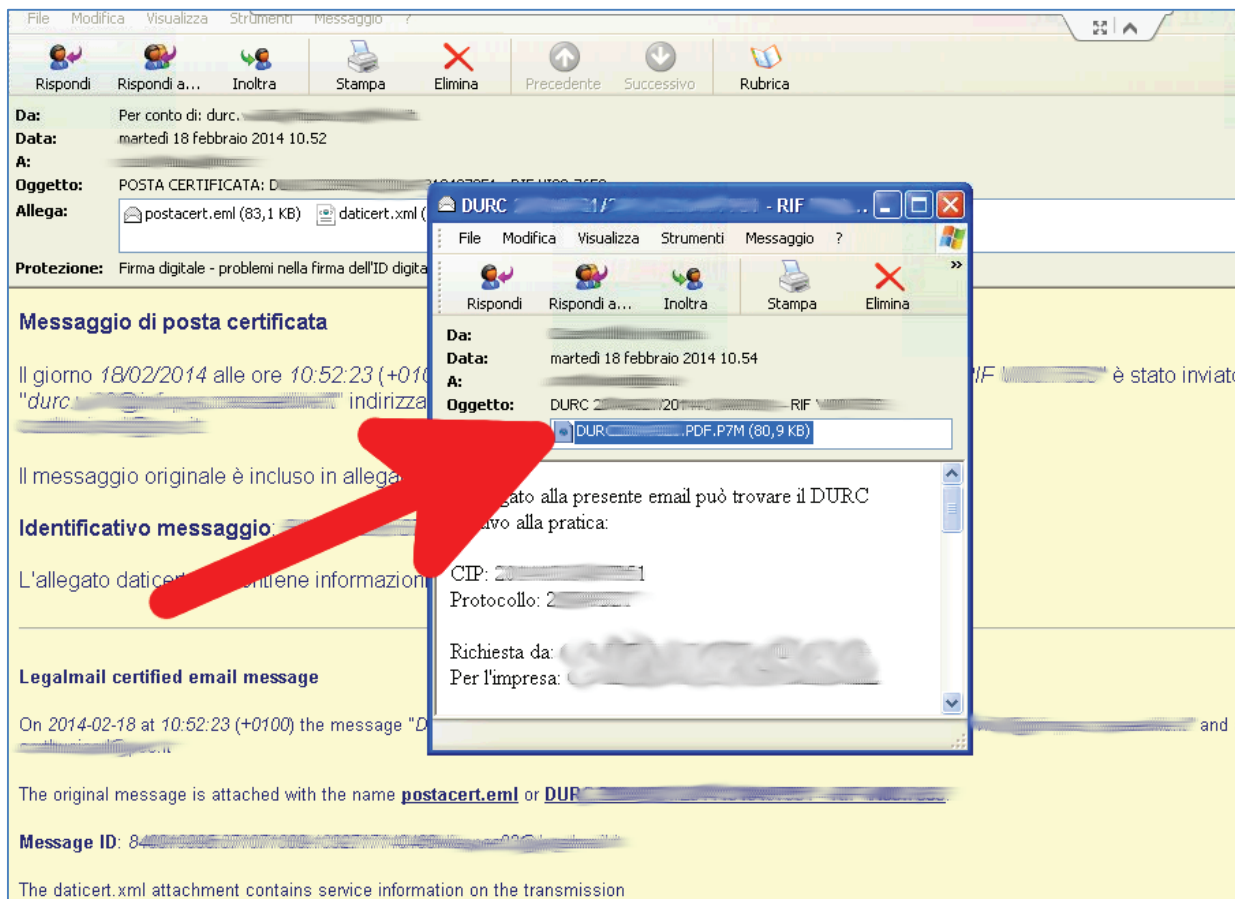 File Modifica Visualizza Strumenti Messaggio ?
Rispondi Rispondi a... Inoltra Stampa Elimina Precedente Successivo Rubrica
Da: Per conto di: durc.
Data: martedì 18 febbraio 2014 10.52
A:
Oggetto: POSTA CERTIFICATA: D
Allega: postacert.eml (83,1 KB) daticert.xml (
Protezione: Firma digitale - problemi nella firma dell'ID digita
Messaggio di posta certificata
Il giorno 18/02/2014 alle ore 10:52:23 (+010 è stato inviato
"durc. indirizza
Il messaggio originale è incluso in allega
Identificativo messaggio:
L'allegato daticer ntiene informazion
Legalmail certified email message
On 2014-02-18 at 10:52:23 (+0100) the message "D and
The original message is attached with the name postacert.eml or DUR
Message ID:
The daticert.xml attachment contains service information on the transmission
DURC - RIF ..
File Modifica Visualizza Strumenti Messaggio ?
Rispondi Rispondi a... Inoltra Stampa Elimina
Da:
Data: martedì 18 febbraio 2014 10.54
A:
Oggetto: DURC RIF
DUR .PDF.P7M (80,9 KB)
gato alla presente email può trovare il DURC
ivo alla pratica:
CIP:
Protocollo:
Richiesta da:
Per l'impresa: